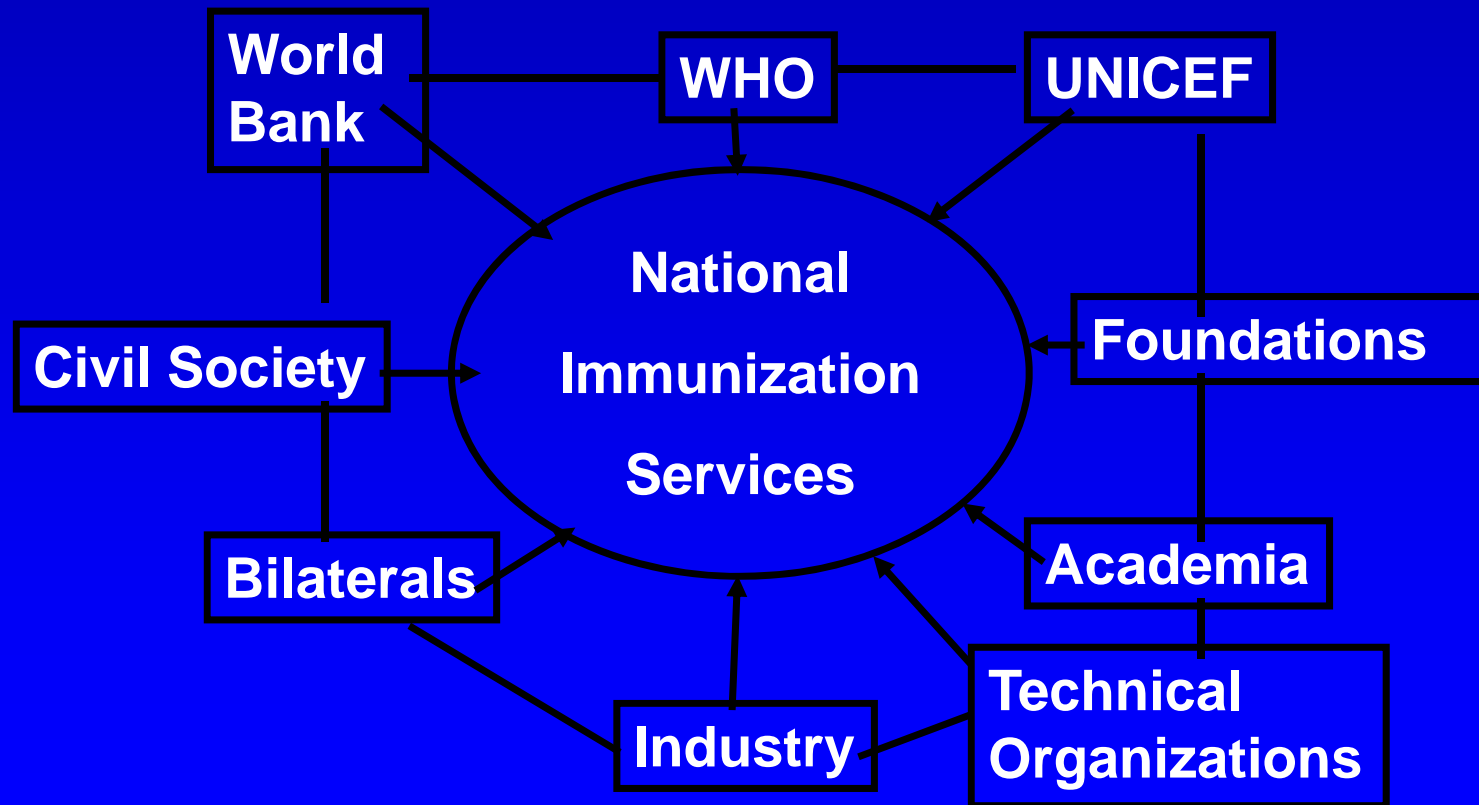 World
Bank
WHO
UNICEF
National
Immunization
Services
Civil Society
Foundations
Bilaterals
Academia
Industry
Technical
Organizations